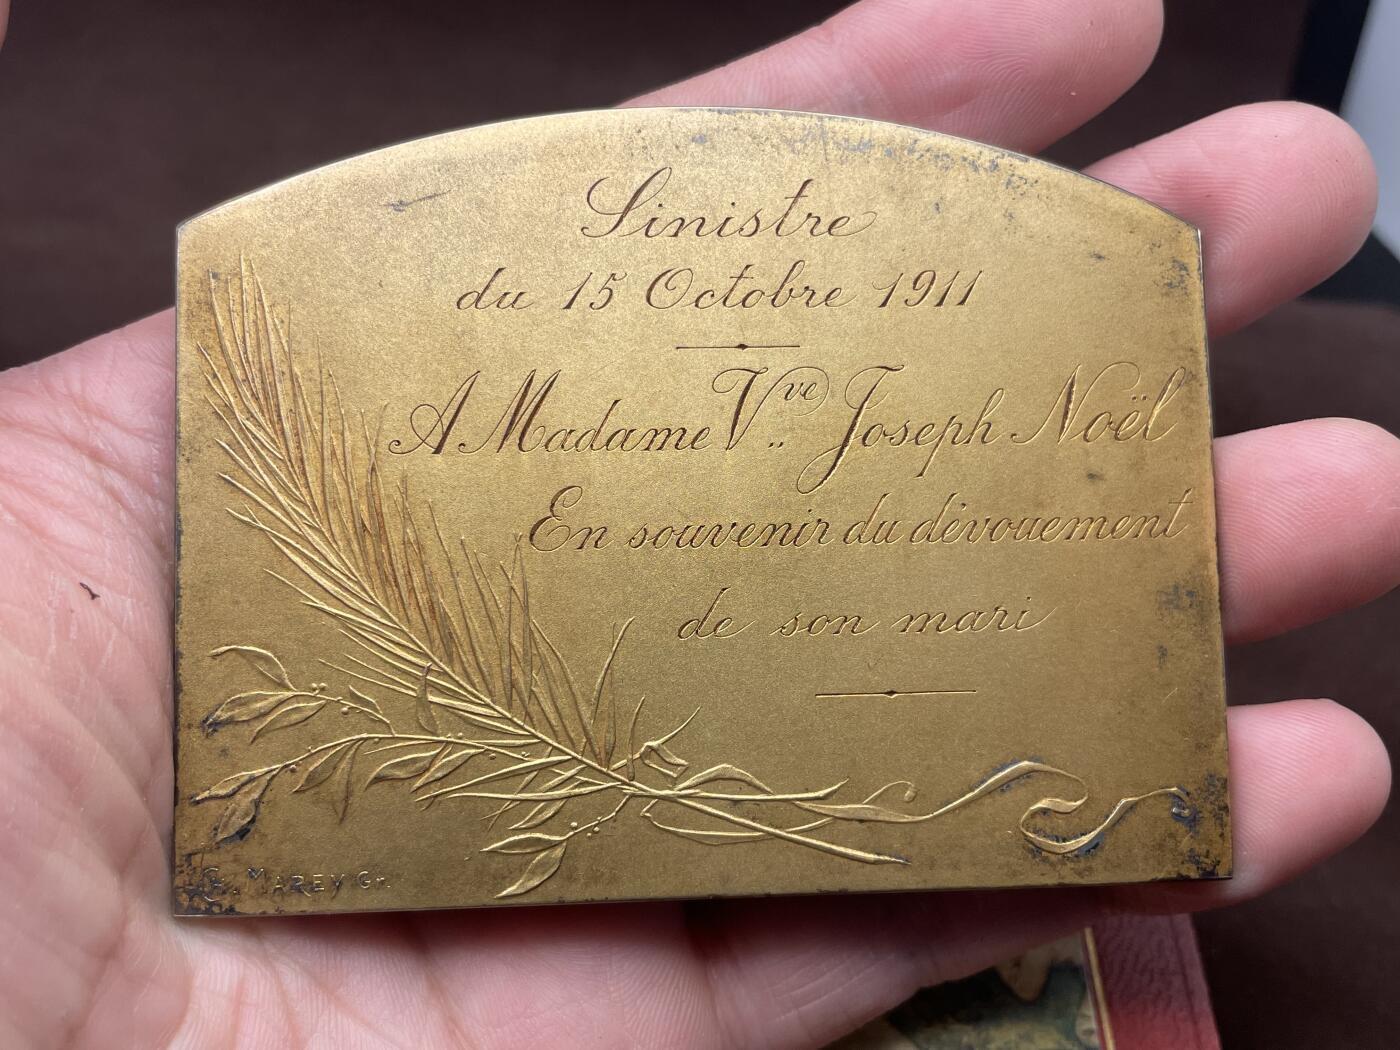 Sinistre
du 15 Octobre 1911
A Madame Vve Joseph Noël
En souvenir du dévouement
de son mari
G. MAREY Gr.